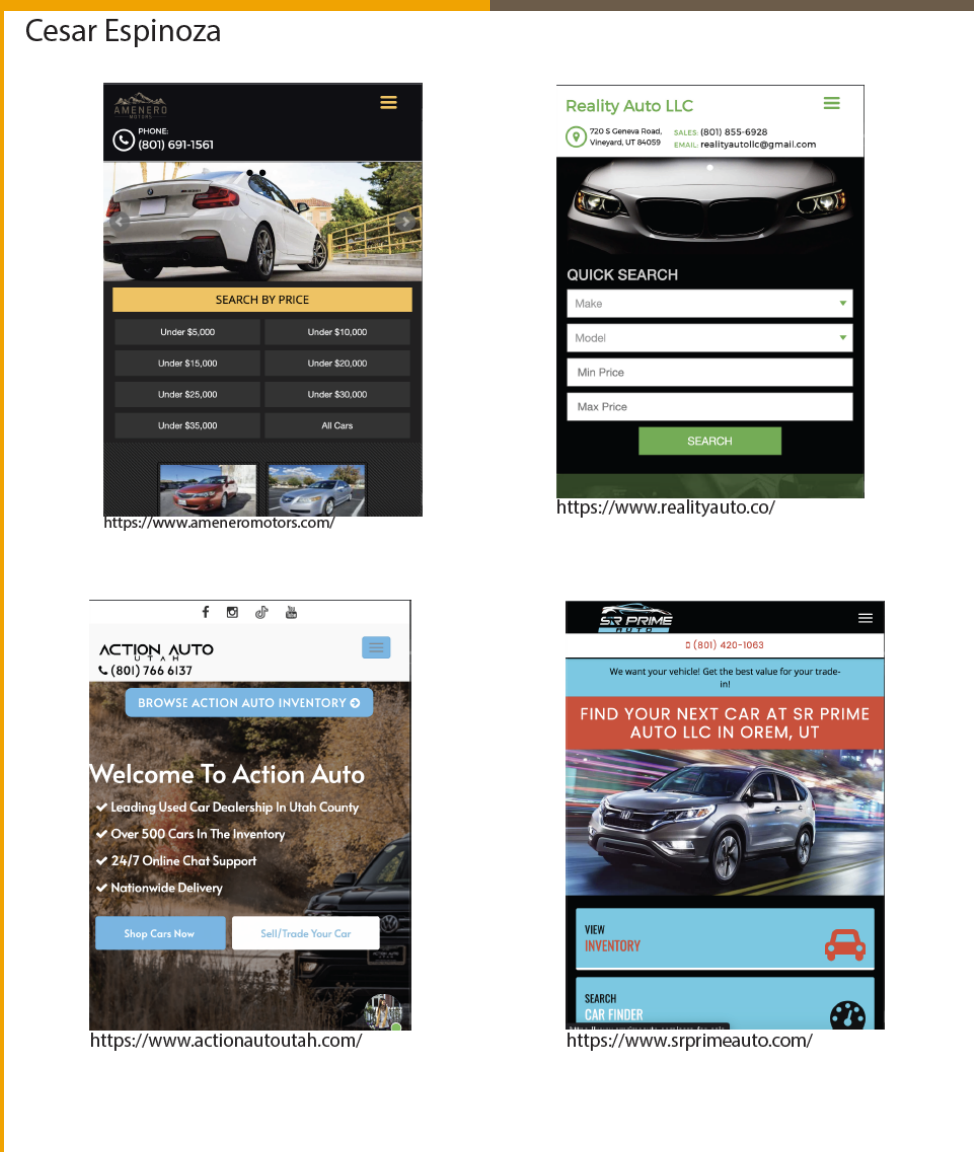 Cesar Espinoza
AMENERO
MOTORS
PHONE:
(801) 691-1561
SEARCH BY PRICE
Under $5,000
Under $10,000
Under $15,000
Under $20,000
Under $25,000
Under $30,000
Under $35,000
All Cars
https://www.ameneromotors.com/
Reality Auto LLC
720 S Geneva Road,
Vineyard, UT 84059
SALES: (801) 855-6928
EMAIL: realityautollc@gmail.com
QUICK SEARCH
Make
Model
Min Price
Max Price
SEARCH
https://www.realityauto.co/
ACTION AUTO
UTAH
(801) 766 6137
BROWSE ACTION AUTO INVENTORY
Welcome To Action Auto
Leading Used Car Dealership In Utah County
Over 500 Cars In The Inventory
24/7 Online Chat Support
Nationwide Delivery
Shop Cars Now
Sell/Trade Your Car
https://www.actionautoutah.com/
SR PRIME
AUTO
(801) 420-1063
We want your vehicle! Get the best value for your trade-
in!
FIND YOUR NEXT CAR AT SR PRIME
AUTO LLC IN OREM, UT
VIEW
INVENTORY
SEARCH
CAR FINDER
https://www.srprimeauto.com/